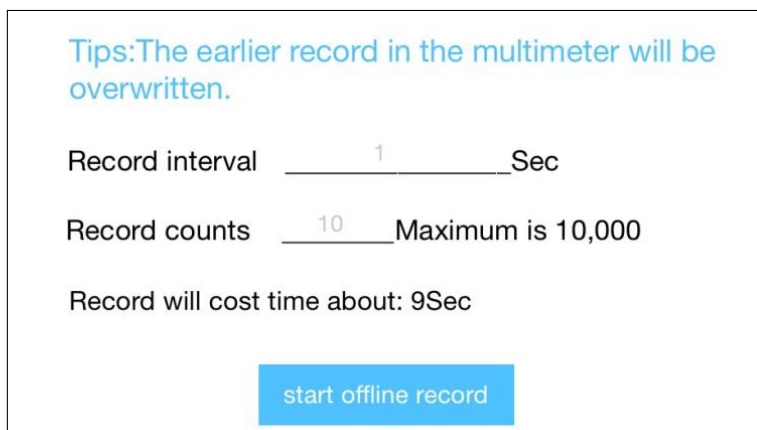 Tips:The earlier record in the multimeter will be
overwritten.
Record interval 1 Sec
Record counts 10 Maximum is 10,000
Record will cost time about: 9Sec
start offline record